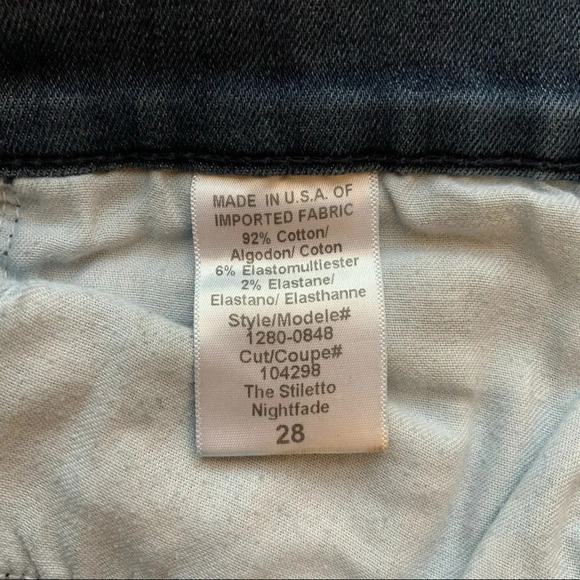 MADE IN U.S.A. OF
IMPORTED FABRIC
92% Cotton/
Algodon/ Coton
6% Elastomultiester
2% Elastane/
Elastano/ Elasthanne
Style/Modele#
1280-0848
Cut/Coupe#
104298
The Stiletto
Nightfade
28